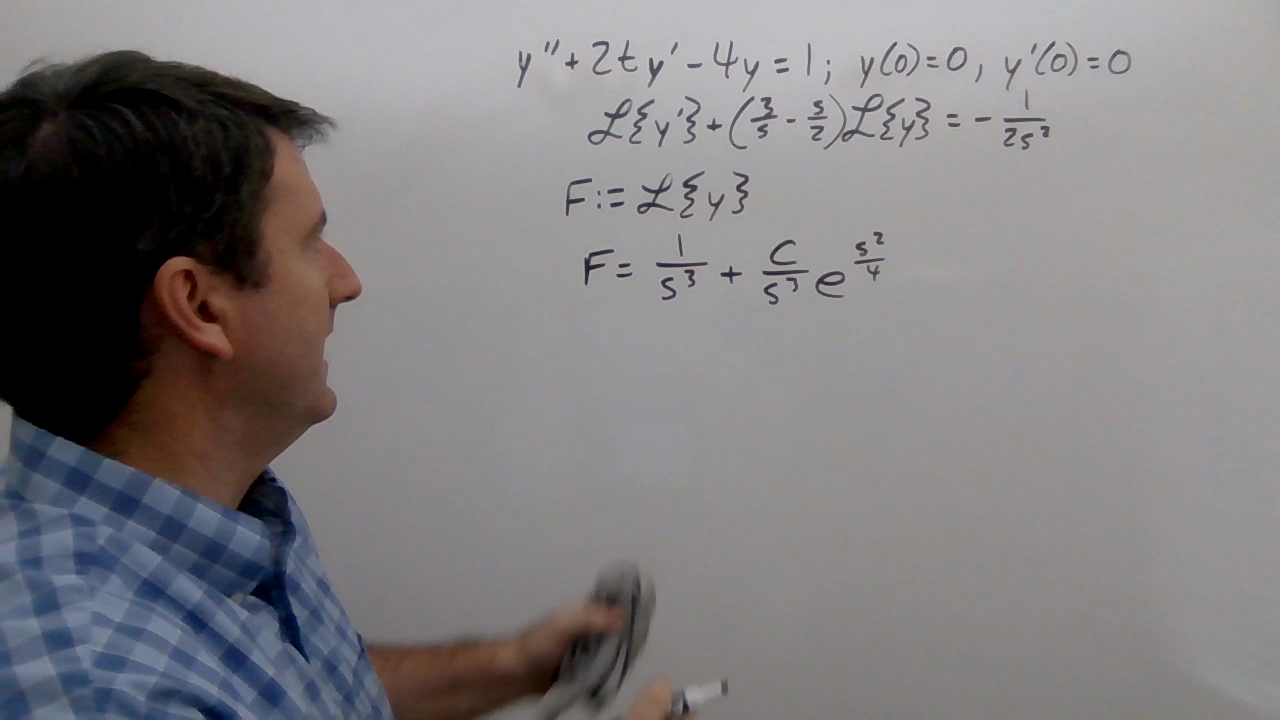 y'' + 2ty' - 4y = 1; y(0) = 0, y'(0) = 0
ℒ{y'} + (3/s - s/2)ℒ{y} = - 1/2s²
F := ℒ{y}
F = 1/s³ + C/s³ e^(s²/4)